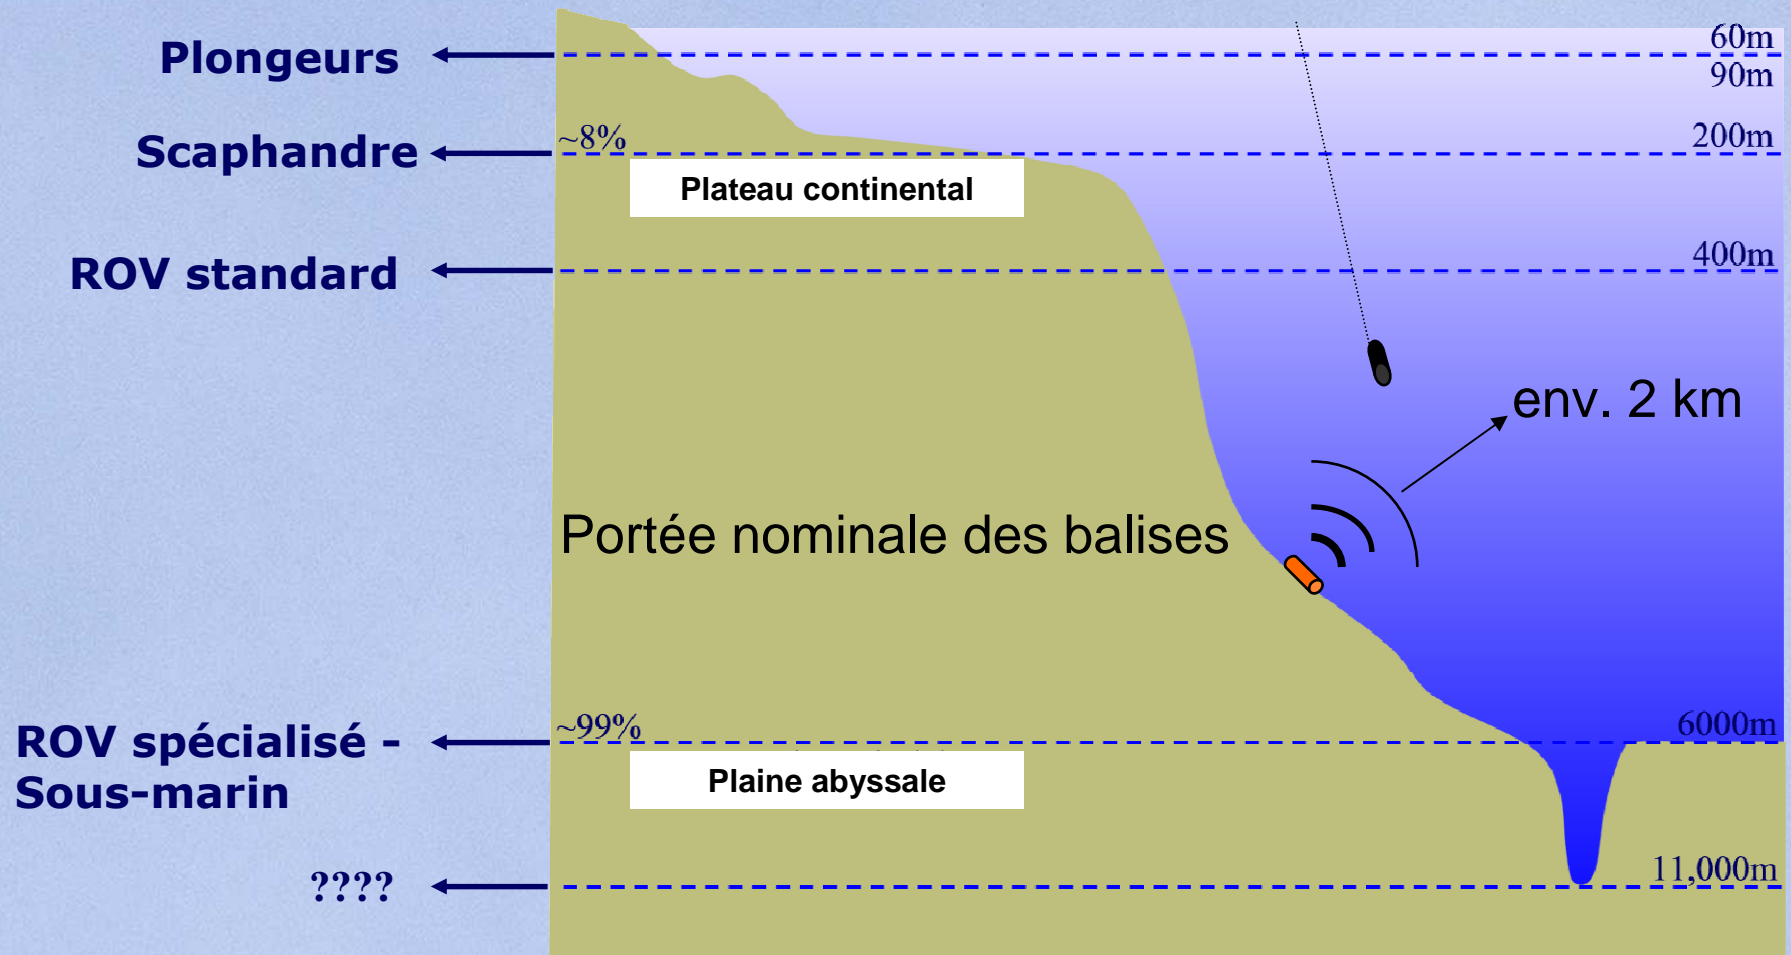 Plongeurs
60m
90m
Scaphandre
~8%
200m
Plateau continental
ROV standard
400m
env. 2 km
Portée nominale des balises
ROV spécialisé -
Sous-marin
~99%
6000m
Plaine abyssale
????
11,000m